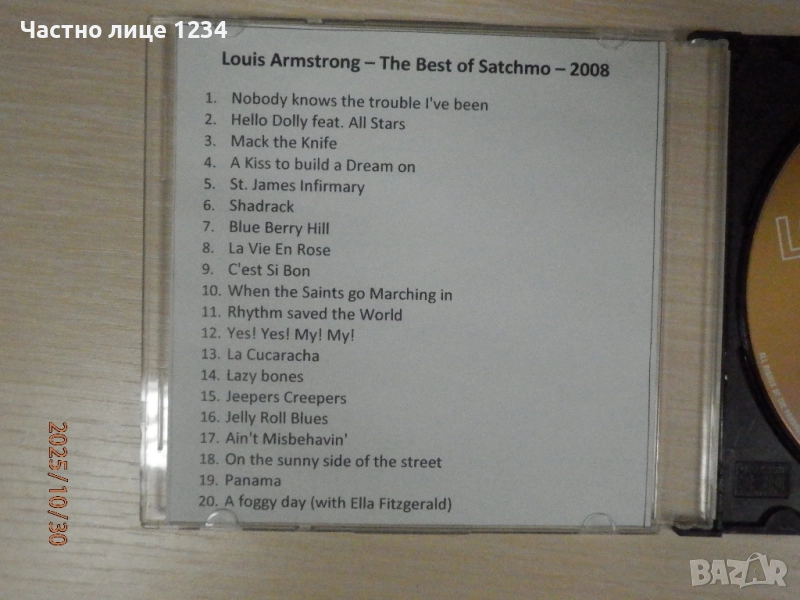 Частно лице 1234
Louis Armstrong – The Best of Satchmo – 2008
1. Nobody knows the trouble I've been
2. Hello Dolly feat. All Stars
3. Mack the Knife
4. A Kiss to build a Dream on
5. St. James Infirmary
6. Shadrack
7. Blue Berry Hill
8. La Vie En Rose
9. C'est Si Bon
10. When the Saints go Marching in
11. Rhythm saved the World
12. Yes! Yes! My! My!
13. La Cucaracha
14. Lazy bones
15. Jeepers Creepers
16. Jelly Roll Blues
17. Ain't Misbehavin'
18. On the sunny side of the street
19. Panama
20. A foggy day (with Ella Fitzgerald)
2025/10/30
BAZAR